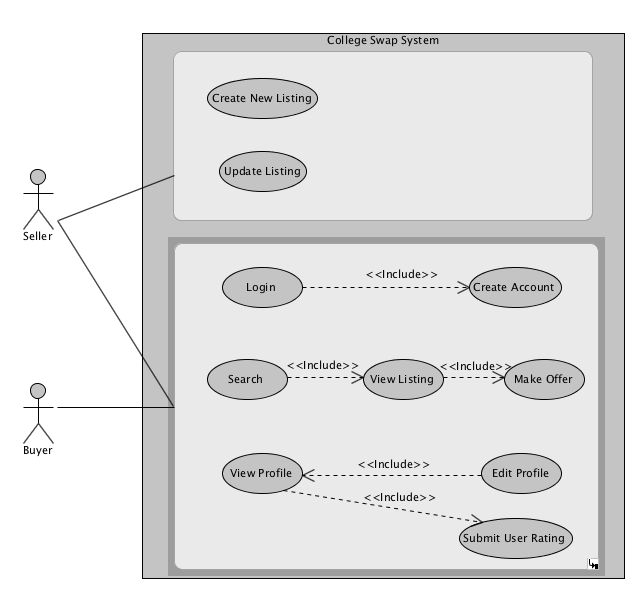 College Swap System
Create New Listing
Update Listing
Seller
<<Include>>
Login
Create Account
<<Include>>
<<Include>>
Search
View Listing
Make Offer
Buyer
<<Include>>
View Profile
Edit Profile
<<Include>>
Submit User Rating